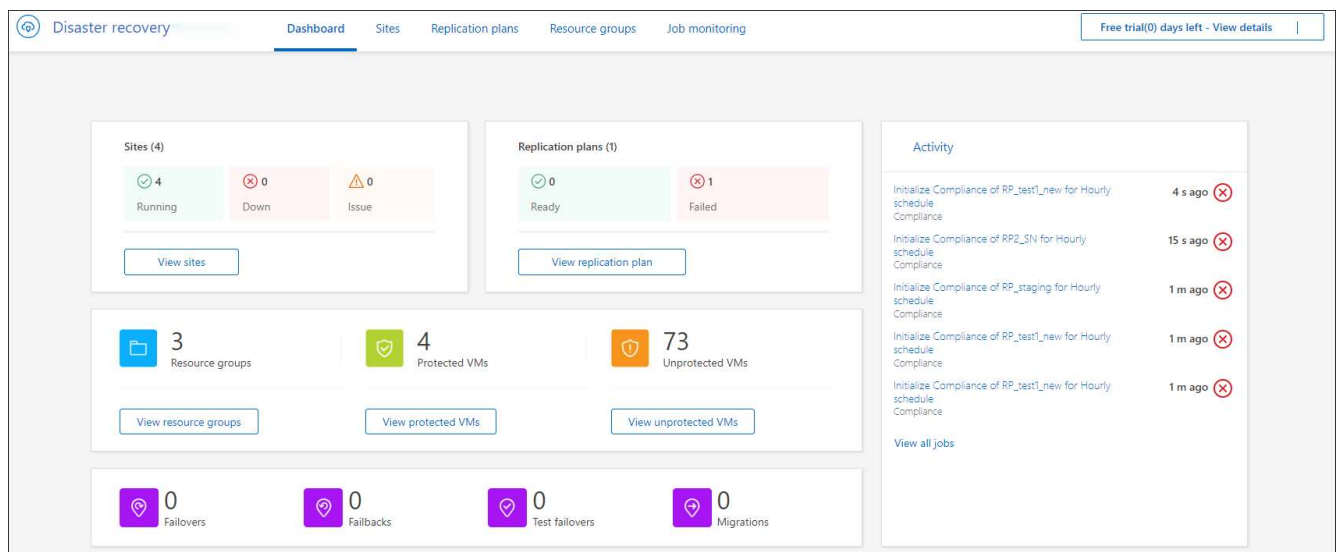 Disaster recovery
Dashboard
Sites
Replication plans
Resource groups
Job monitoring
Free trial(0) days left - View details
Sites (4)
4
Running
0
Down
0
Issue
View sites
Replication plans (1)
0
Ready
1
Failed
View replication plan
3
Resource groups
View resource groups
4
Protected VMs
View protected VMs
73
Unprotected VMs
View unprotected VMs
0
Failovers
0
Failbacks
0
Test failovers
0
Migrations
Activity
Initialize Compliance of RP_test1_new for Hourly
schedule
Compliance
4 s ago
Initialize Compliance of RP2_SN for Hourly
schedule
Compliance
15 s ago
Initialize Compliance of RP_staging for Hourly
schedule
Compliance
1 m ago
Initialize Compliance of RP_test1_new for Hourly
schedule
Compliance
1 m ago
Initialize Compliance of RP_test1_new for Hourly
schedule
Compliance
1 m ago
View all jobs